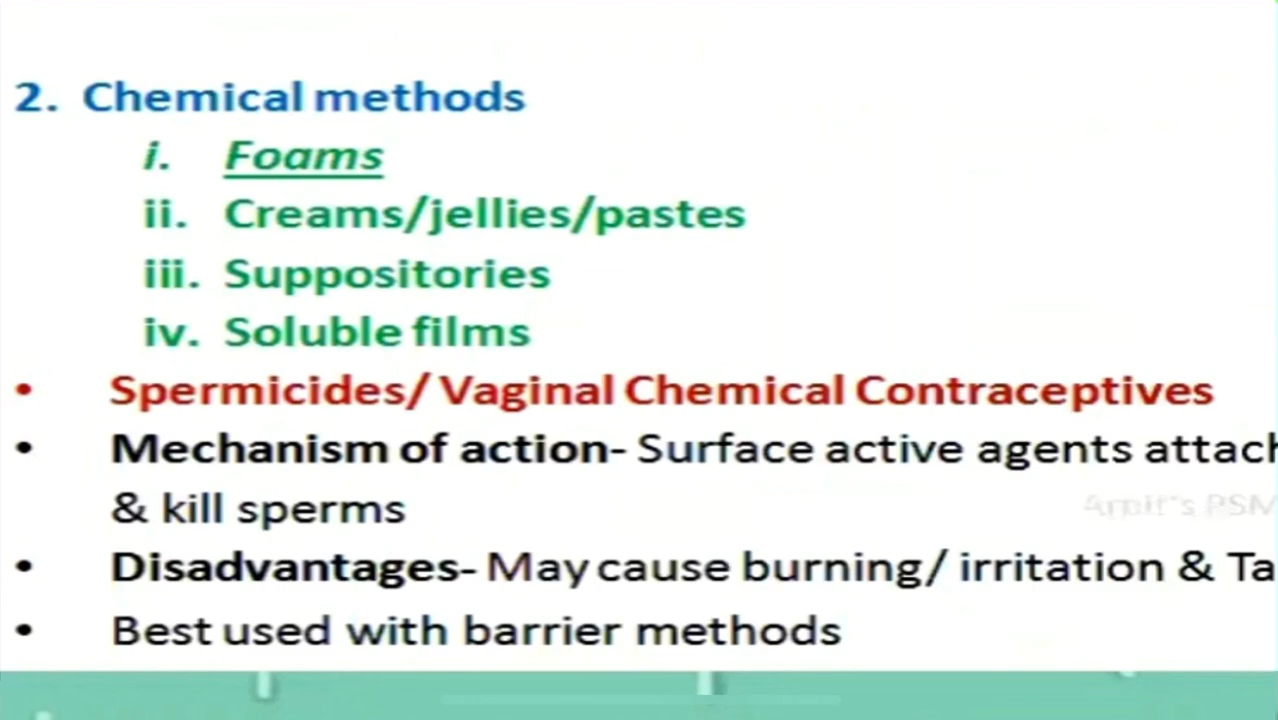 2. Chemical methods
i. Foams
ii. Creams/jellies/pastes
iii. Suppositories
iv. Soluble films
• Spermicides/ Vaginal Chemical Contraceptives
• Mechanism of action- Surface active agents attach
& kill sperms
• Disadvantages- May cause burning/ irritation & Ta
• Best used with barrier methods